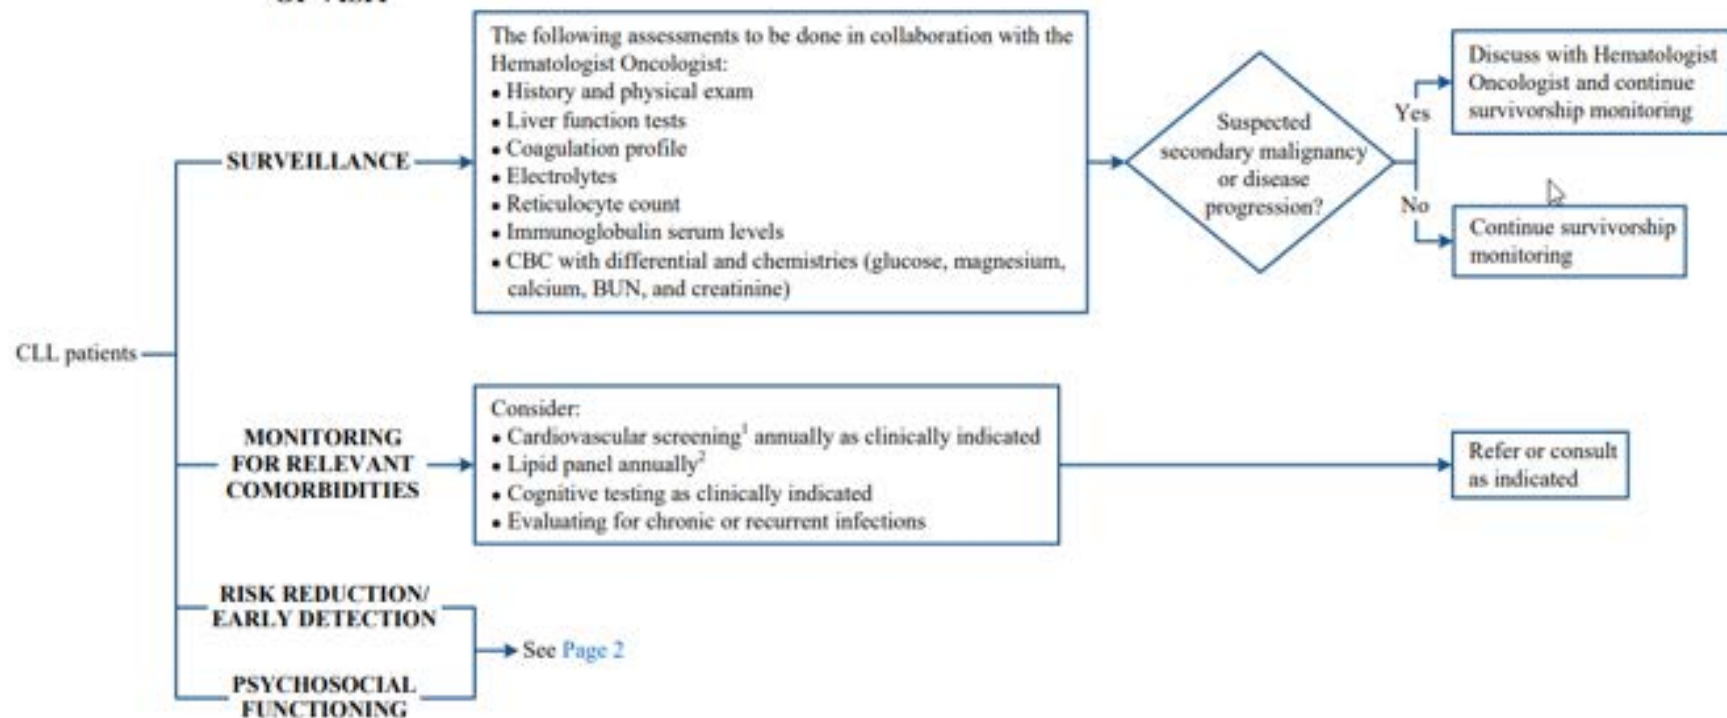 The following assessments to be done in collaboration with the
Hematologist Oncologist:
• History and physical exam
• Liver function tests
• Coagulation profile
• Electrolytes
• Reticulocyte count
• Immunoglobulin serum levels
• CBC with differential and chemistries (glucose, magnesium,
calcium, BUN, and creatinine)
SURVEILLANCE
Suspected
secondary malignancy
or disease
progression?
Yes
Discuss with Hematologist
Oncologist and continue
survivorship monitoring
No
Continue survivorship
monitoring
CLL patients
MONITORING
FOR RELEVANT
COMORBIDITIES
Consider:
• Cardiovascular screening¹ annually as clinically indicated
• Lipid panel annually²
• Cognitive testing as clinically indicated
• Evaluating for chronic or recurrent infections
Refer or consult
as indicated
RISK REDUCTION/
EARLY DETECTION
See Page 2
PSYCHOSOCIAL
FUNCTIONING